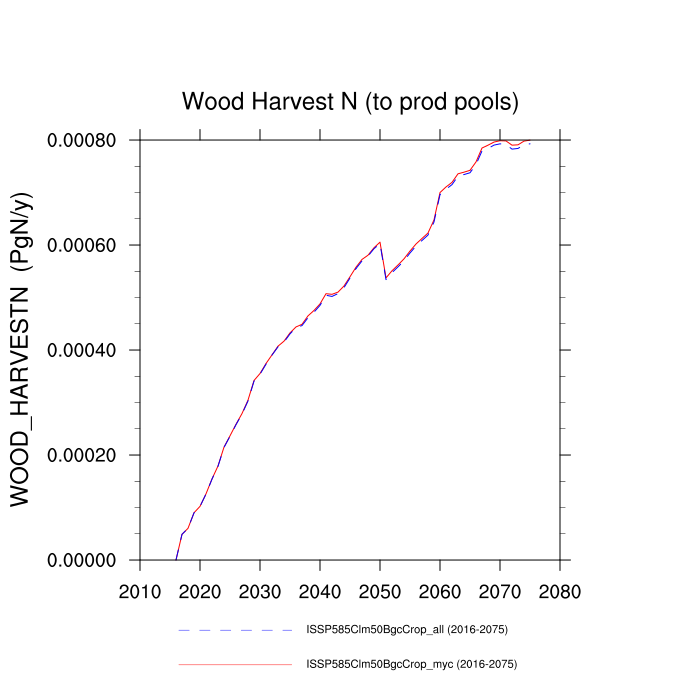 Wood Harvest N (to prod pools)
WOOD_HARVESTN (PgN/y)
0.00080
0.00060
0.00040
0.00020
0.00000
2010 2020 2030 2040 2050 2060 2070 2080
ISSP585Clm50BgcCrop_all (2016-2075)
ISSP585Clm50BgcCrop_myc (2016-2075)